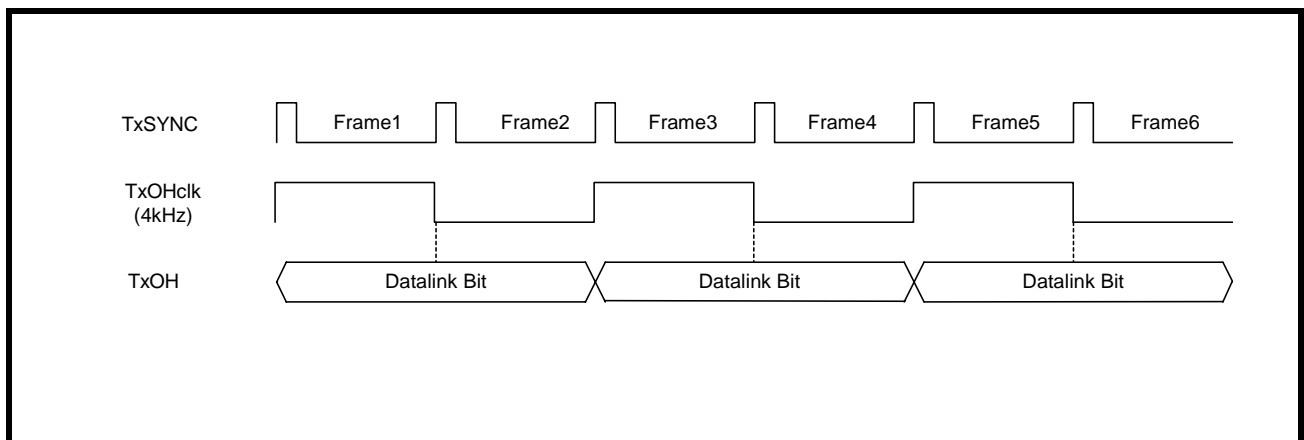 TxSYNC Frame1 Frame2 Frame3 Frame4 Frame5 Frame6
TxOHclk
(4kHz)
TxOH Datalink Bit Datalink Bit Datalink Bit